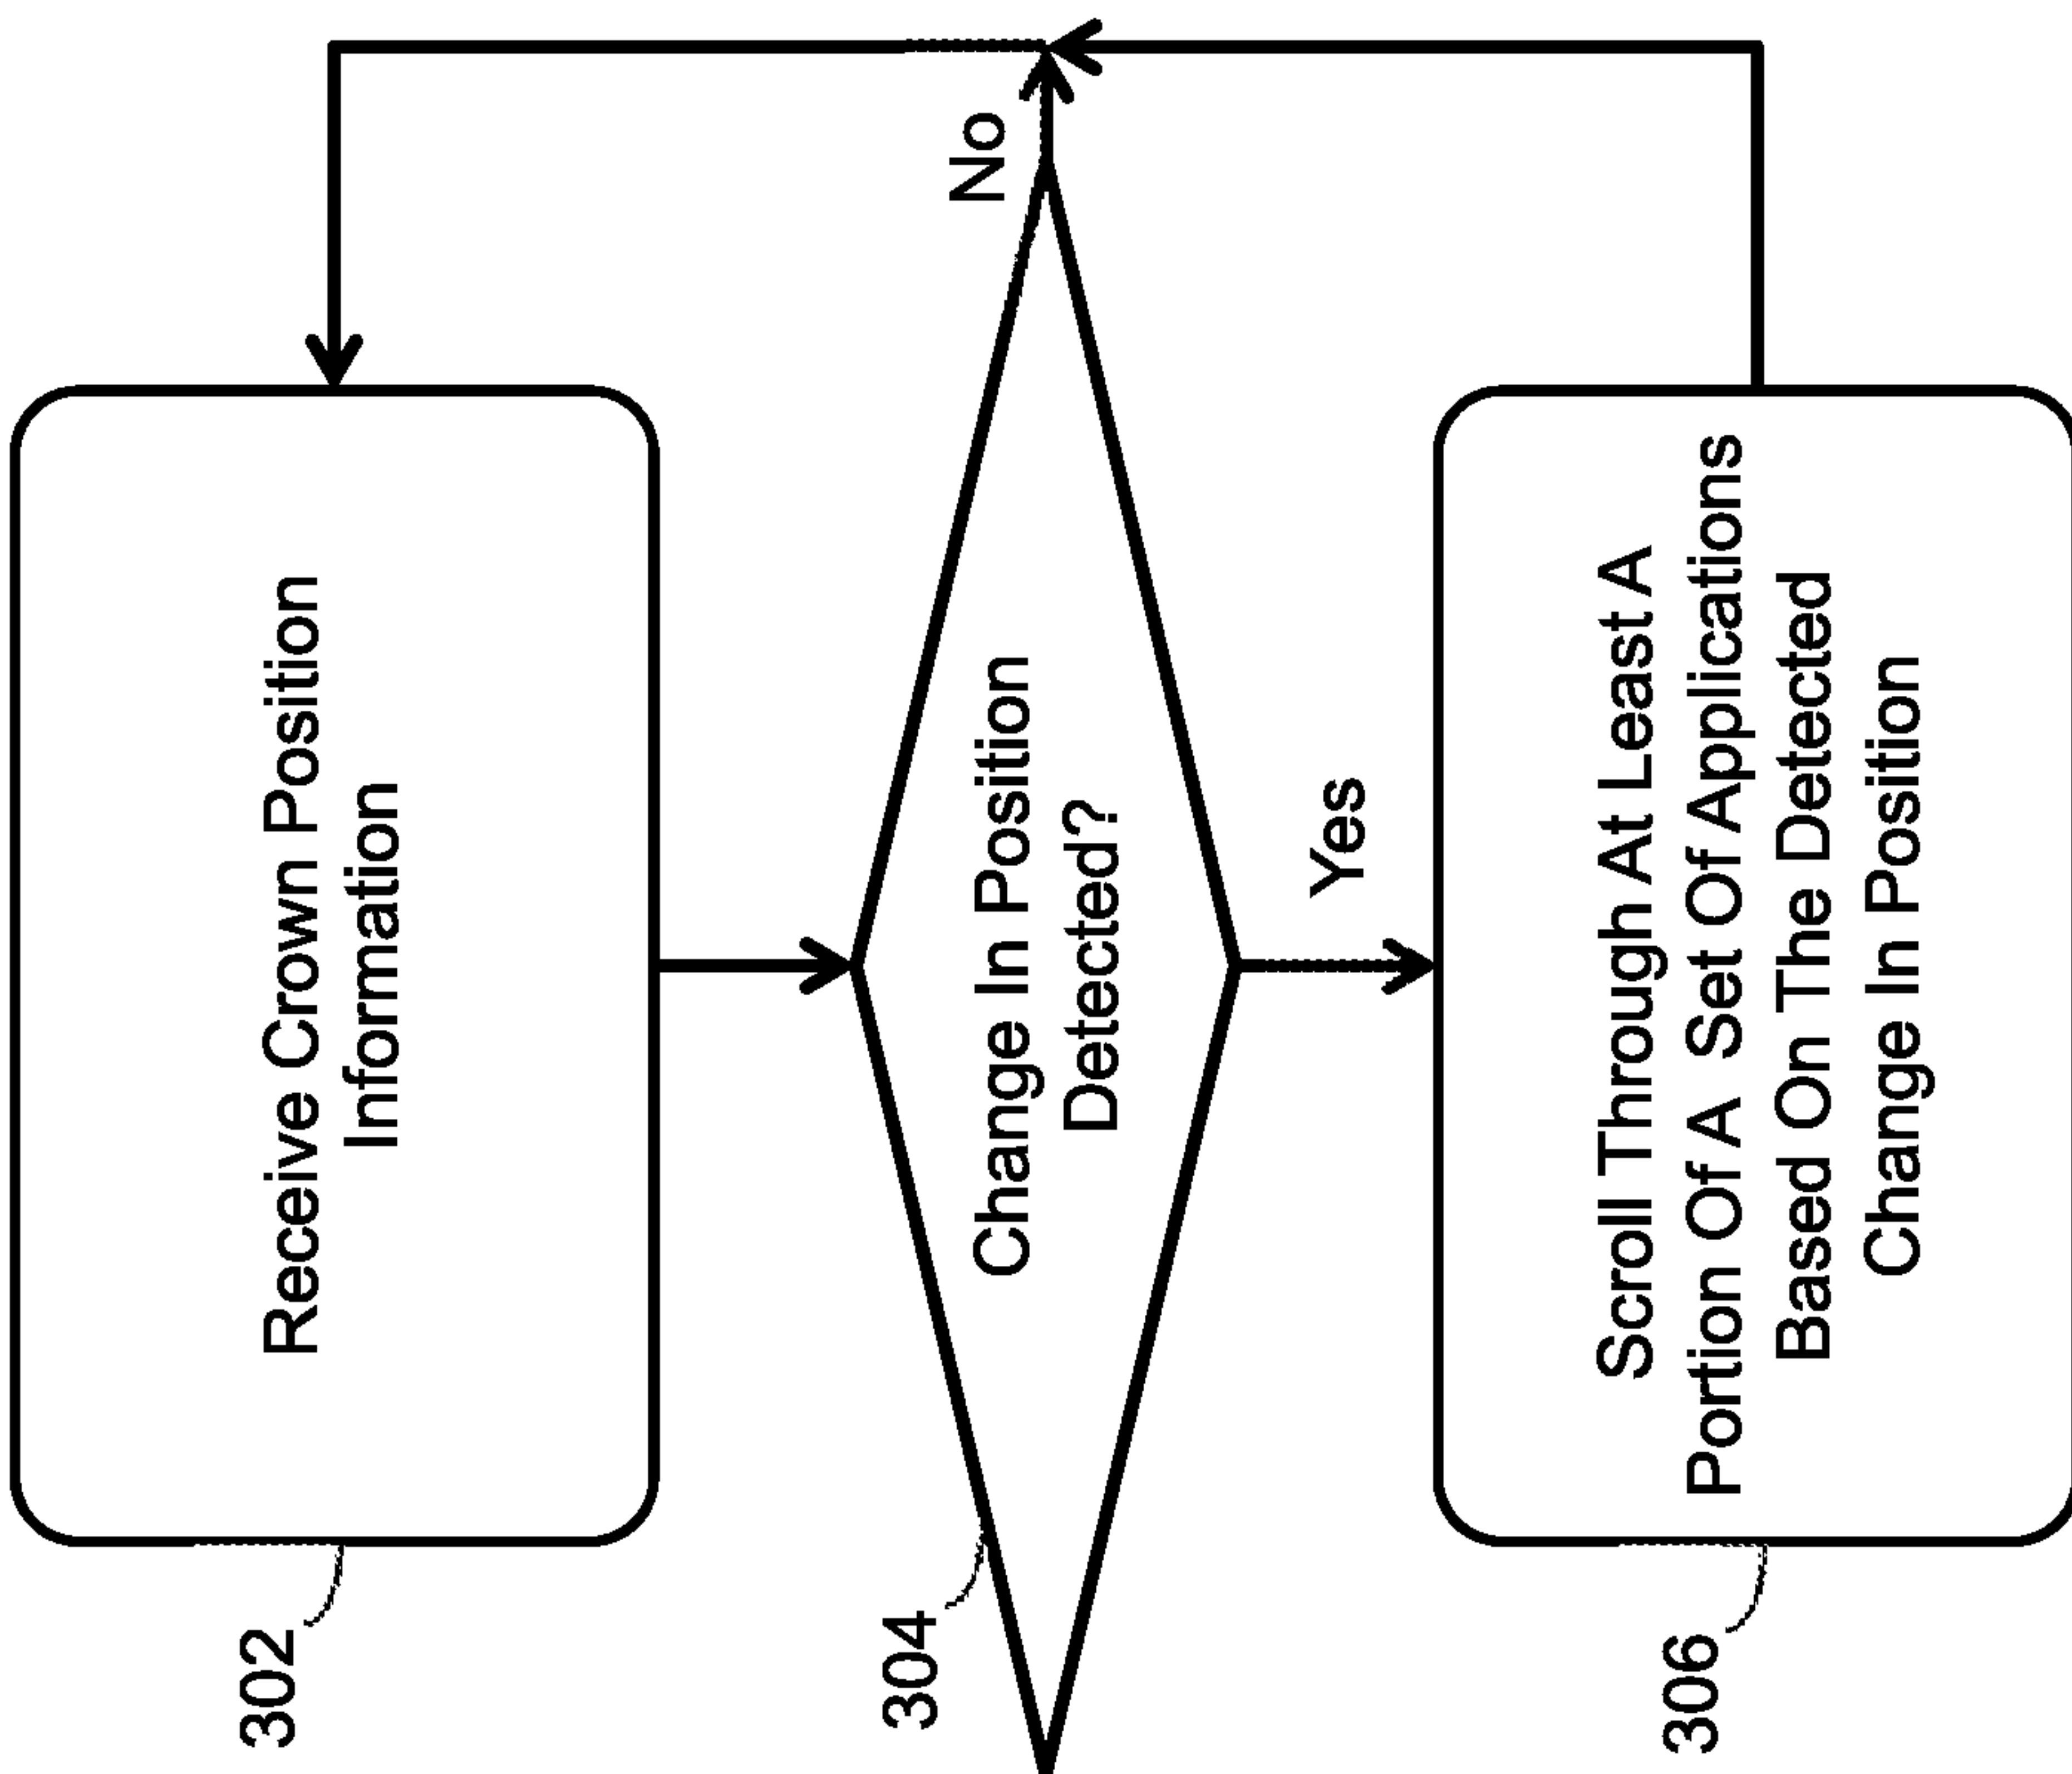 302
Receive Crown Position
Information
304
Change In Position
Detected?
No
Yes
306
Scroll Through At Least A
Portion Of A Set Of Applications
Based On The Detected
Change In Position